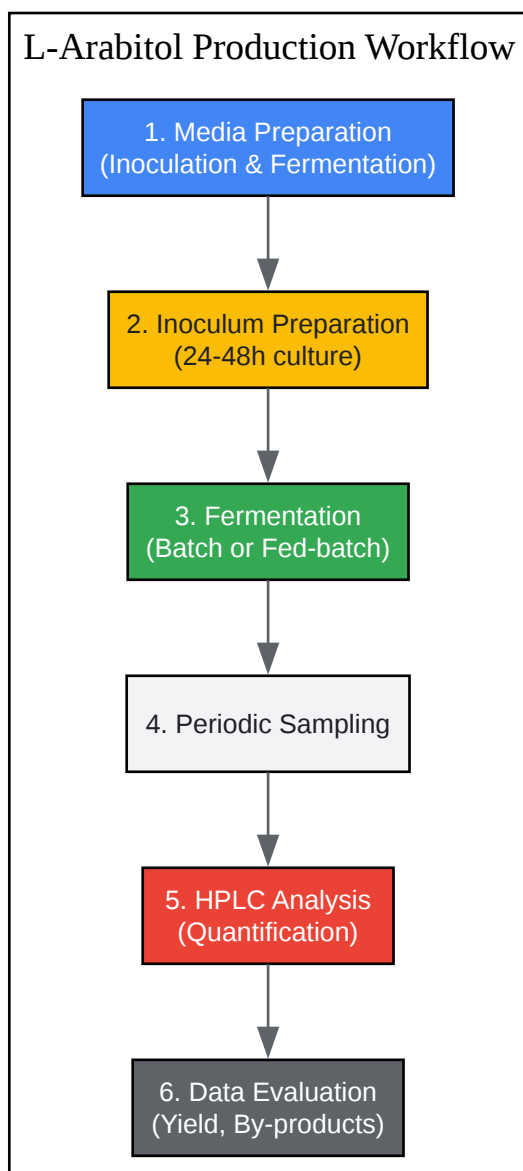 L-Arabitol Production Workflow
1. Media Preparation
(Inoculation & Fermentation)
2. Inoculum Preparation
(24-48h culture)
3. Fermentation
(Batch or Fed-batch)
4. Periodic Sampling
5. HPLC Analysis
(Quantification)
6. Data Evaluation
(Yield, By-products)